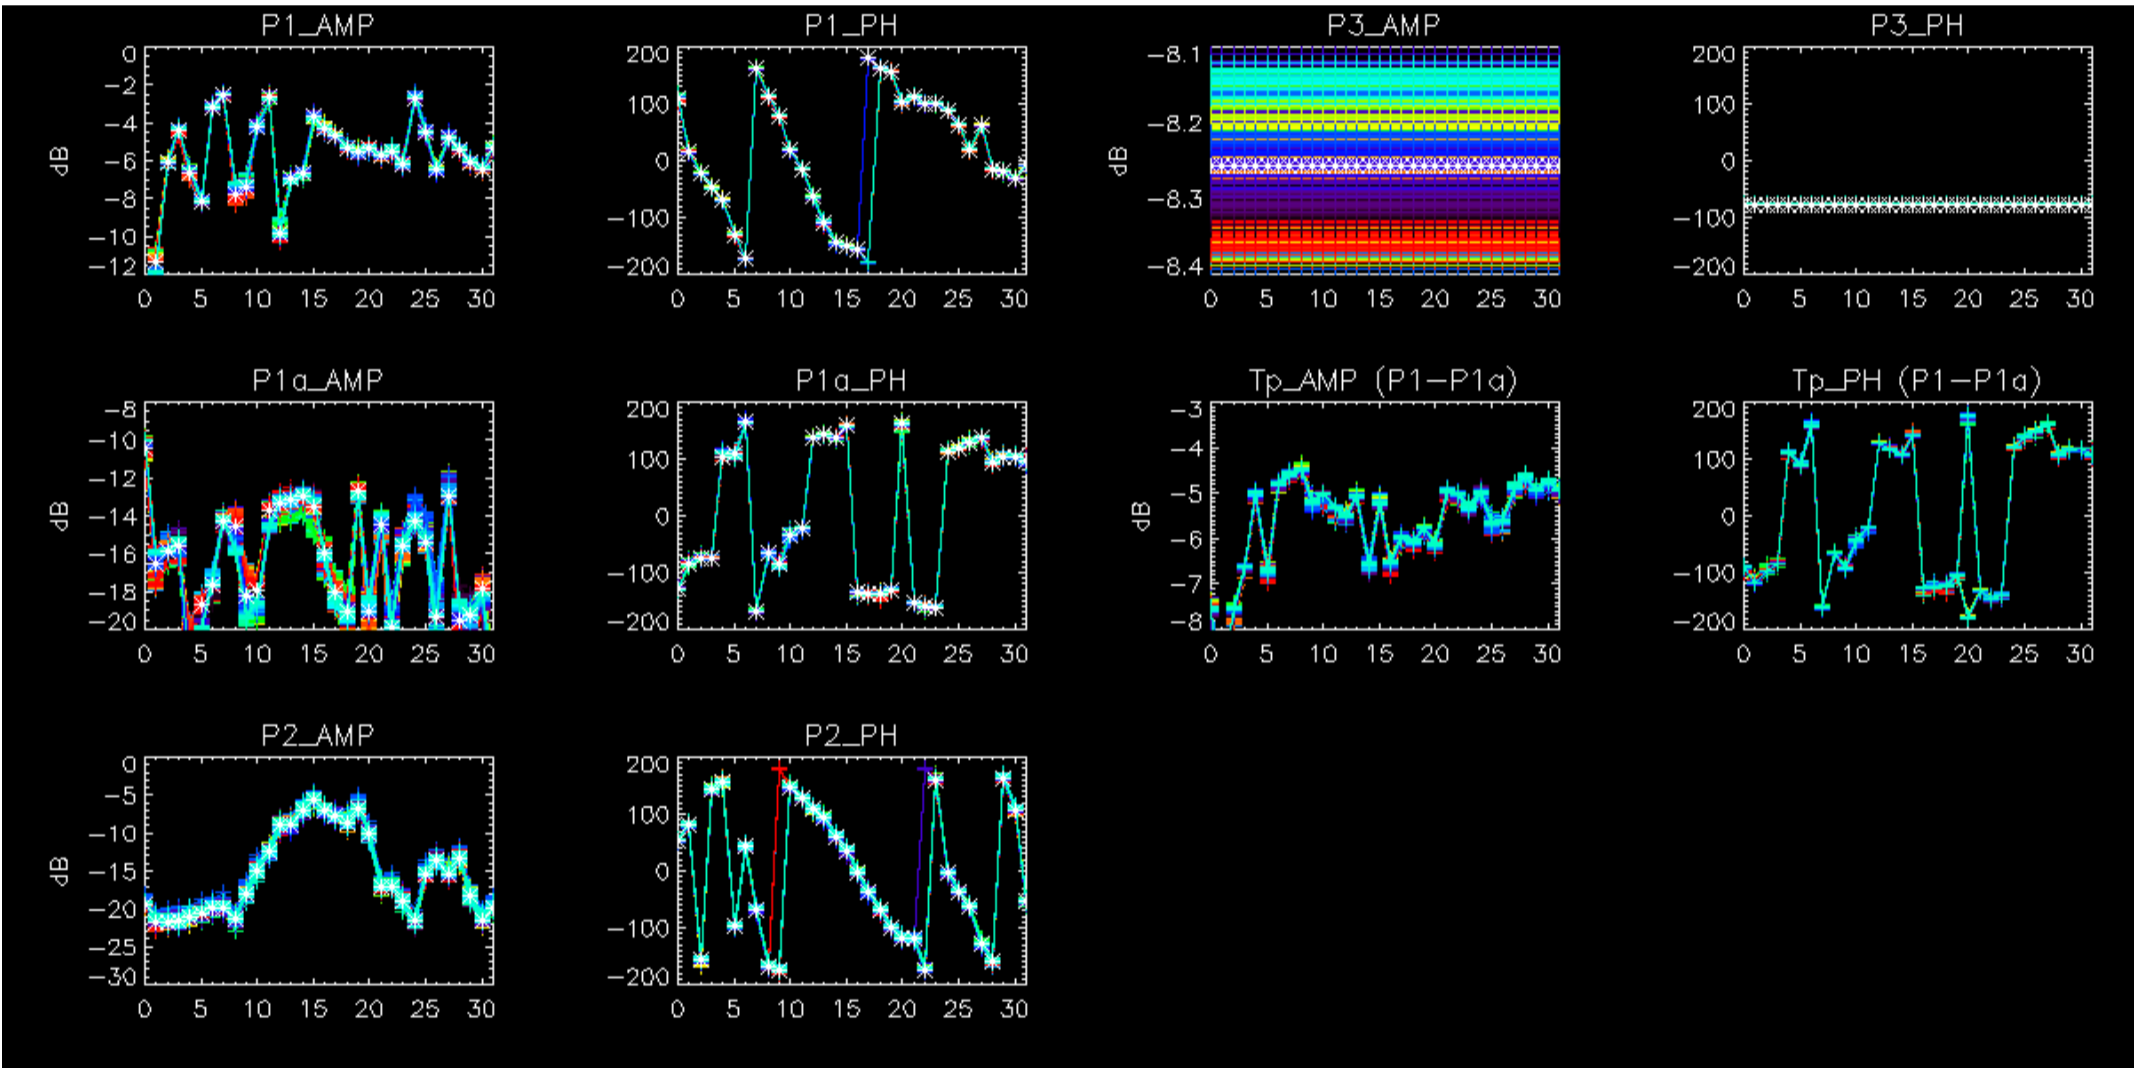 P1_AMP
dB
0
−2
−4
−6
−8
−10
−12
0 5 10 15 20 25 30
P1_PH
200
100
0
−100
−200
0 5 10 15 20 25 30
P3_AMP
dB
−8.1
−8.2
−8.3
−8.4
0 5 10 15 20 25 30
P3_PH
200
100
0
−100
−200
0 5 10 15 20 25 30
P1a_AMP
dB
−8
−10
−12
−14
−16
−18
−20
0 5 10 15 20 25 30
P1a_PH
200
100
0
−100
−200
0 5 10 15 20 25 30
Tp_AMP (P1−P1a)
dB
−3
−4
−5
−6
−7
−8
0 5 10 15 20 25 30
Tp_PH (P1−P1a)
200
100
0
−100
−200
0 5 10 15 20 25 30
P2_AMP
dB
0
−5
−10
−15
−20
−25
−30
0 5 10 15 20 25 30
P2_PH
200
100
0
−100
−200
0 5 10 15 20 25 30